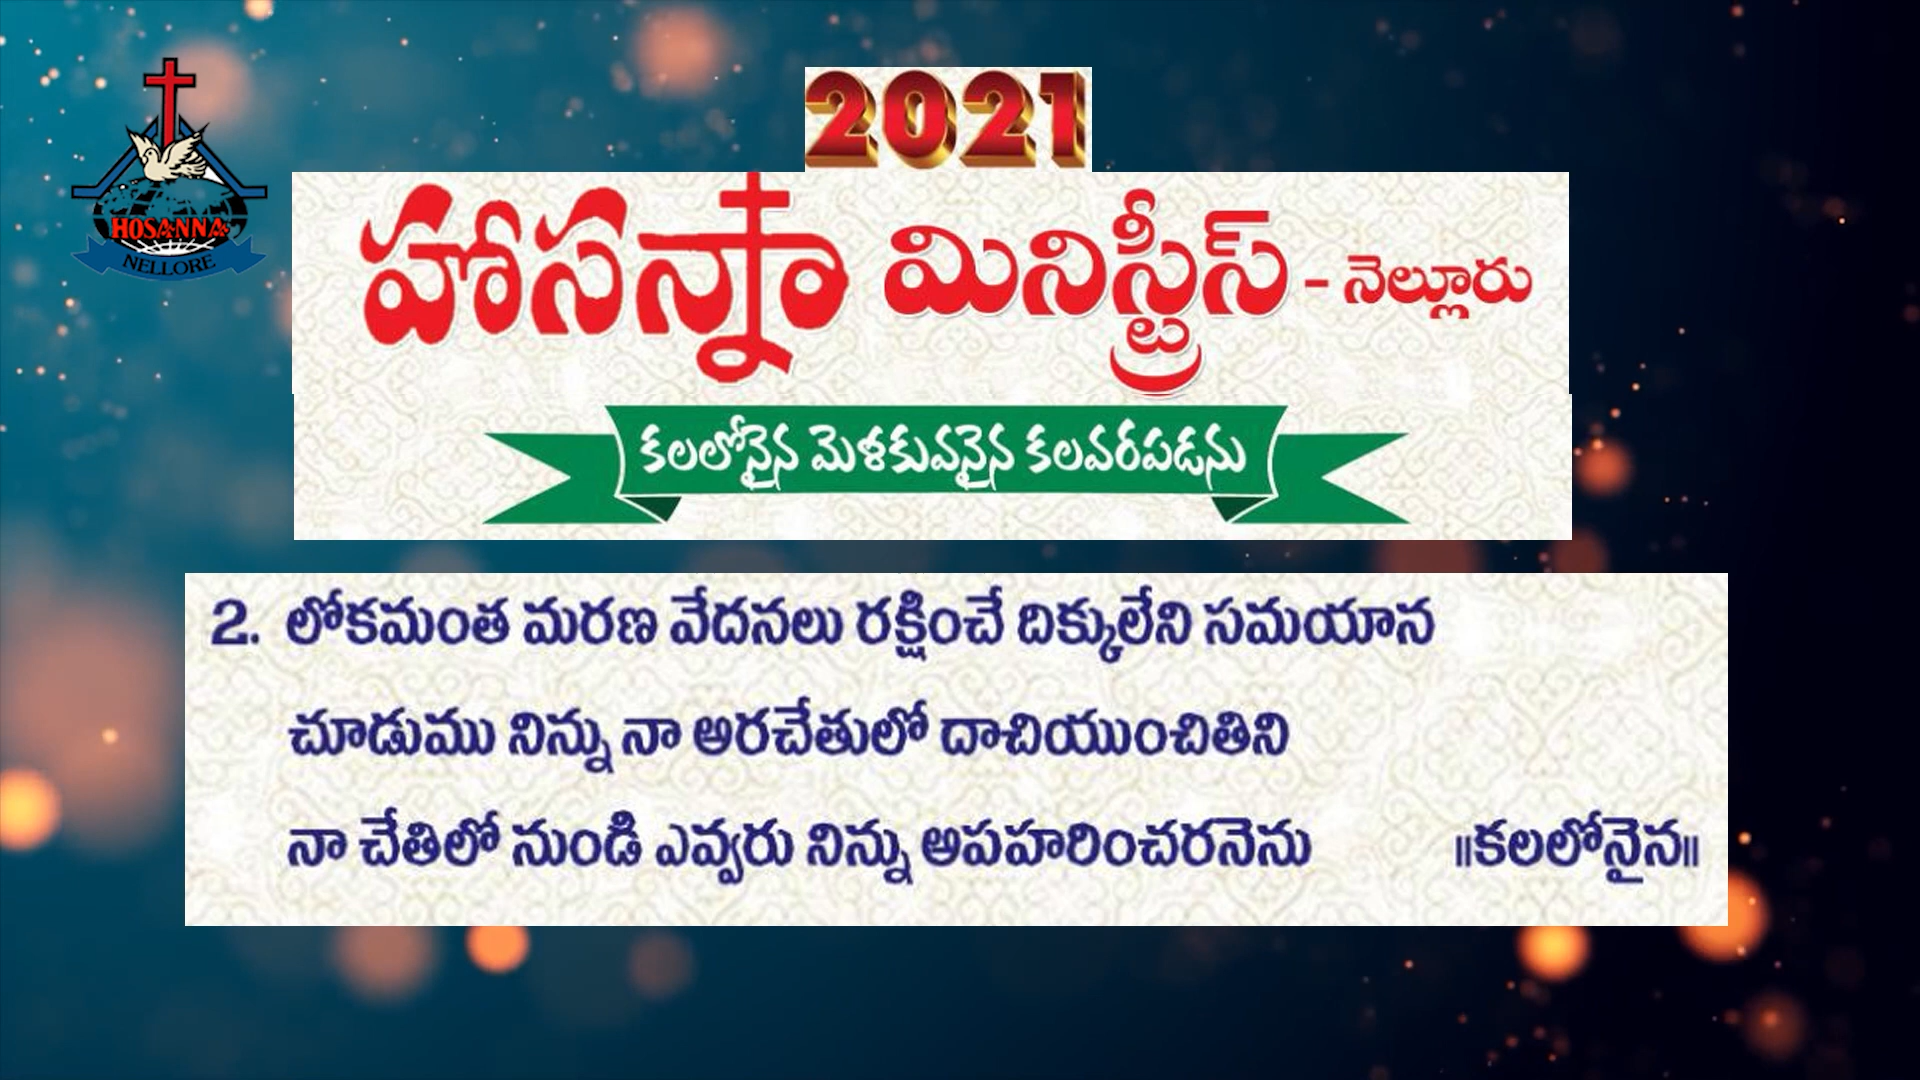 HOSANNA
NELLORE
2021
హోసన్నా మినిస్ట్రీస్ - నెల్లూరు
కలలోనైన మెళకువనైన కలవరపడను
2. లోకమంత మరణ వేదనలు రక్షించే దిక్కులేని సమయాన
చూడుము నిన్ను నా అరచేతులో దాచియుంచితిని
నా చేతిలో నుండి ఎవ్వరు నిన్ను అపహరించరనెను ॥కలలోనైన॥